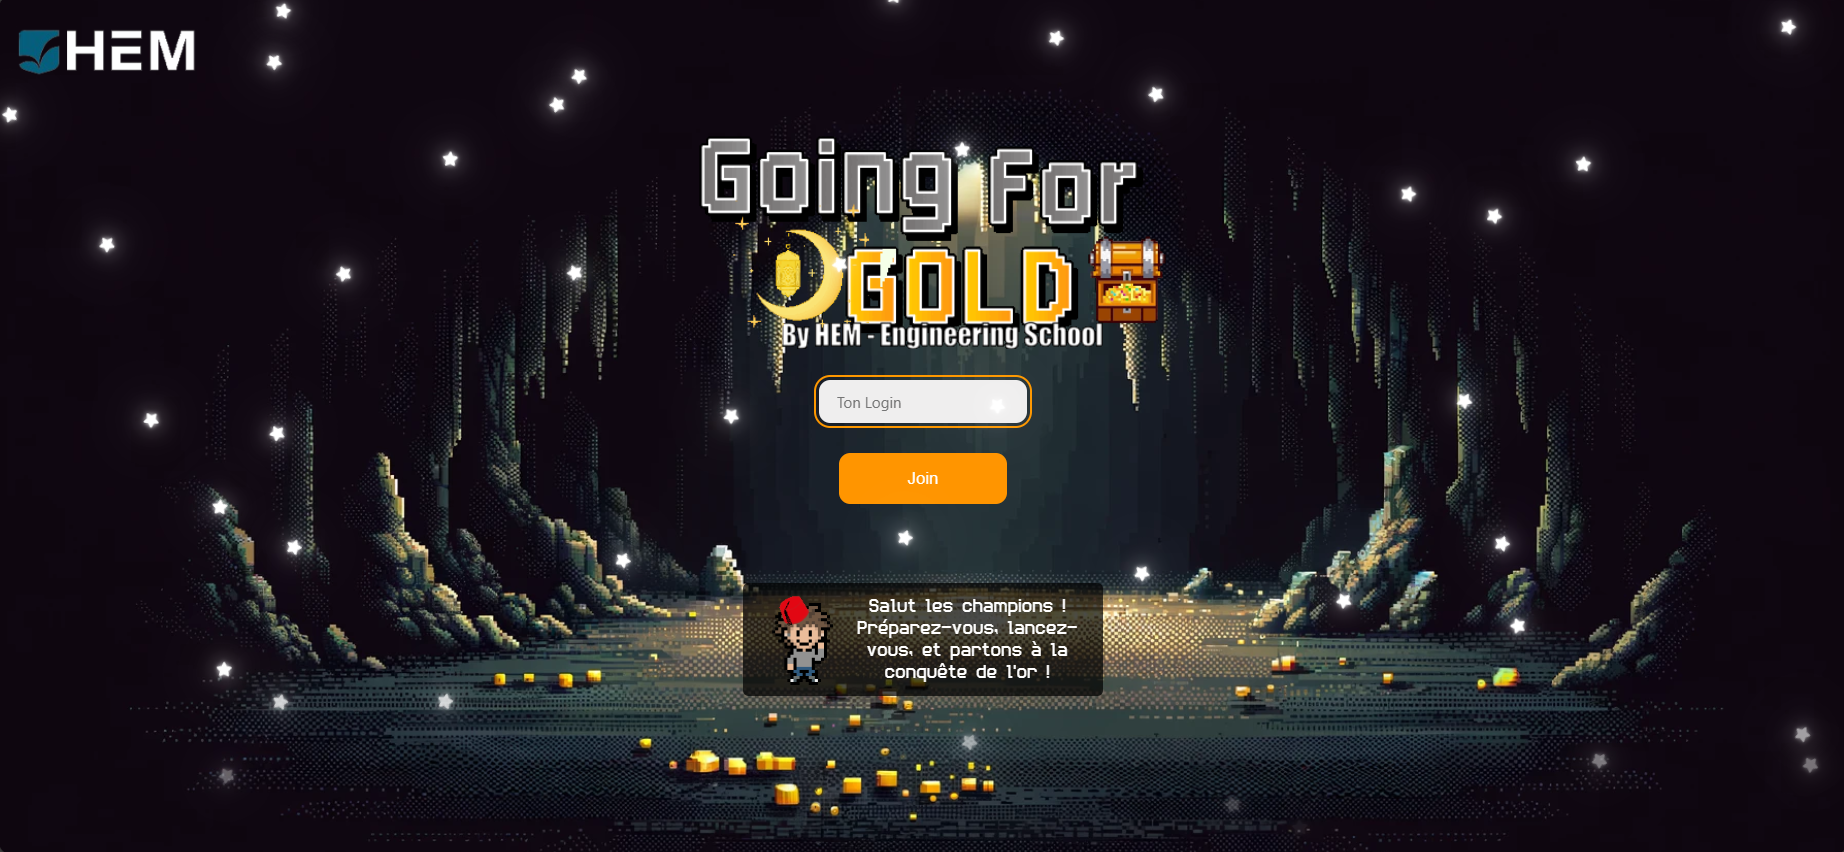 HEM
Going For
GOLD
By HEM - Engineering School
Ton Login
Join
Salut les champions !
Préparez-vous, lancez-
vous, et partons à la
conquête de l'or !